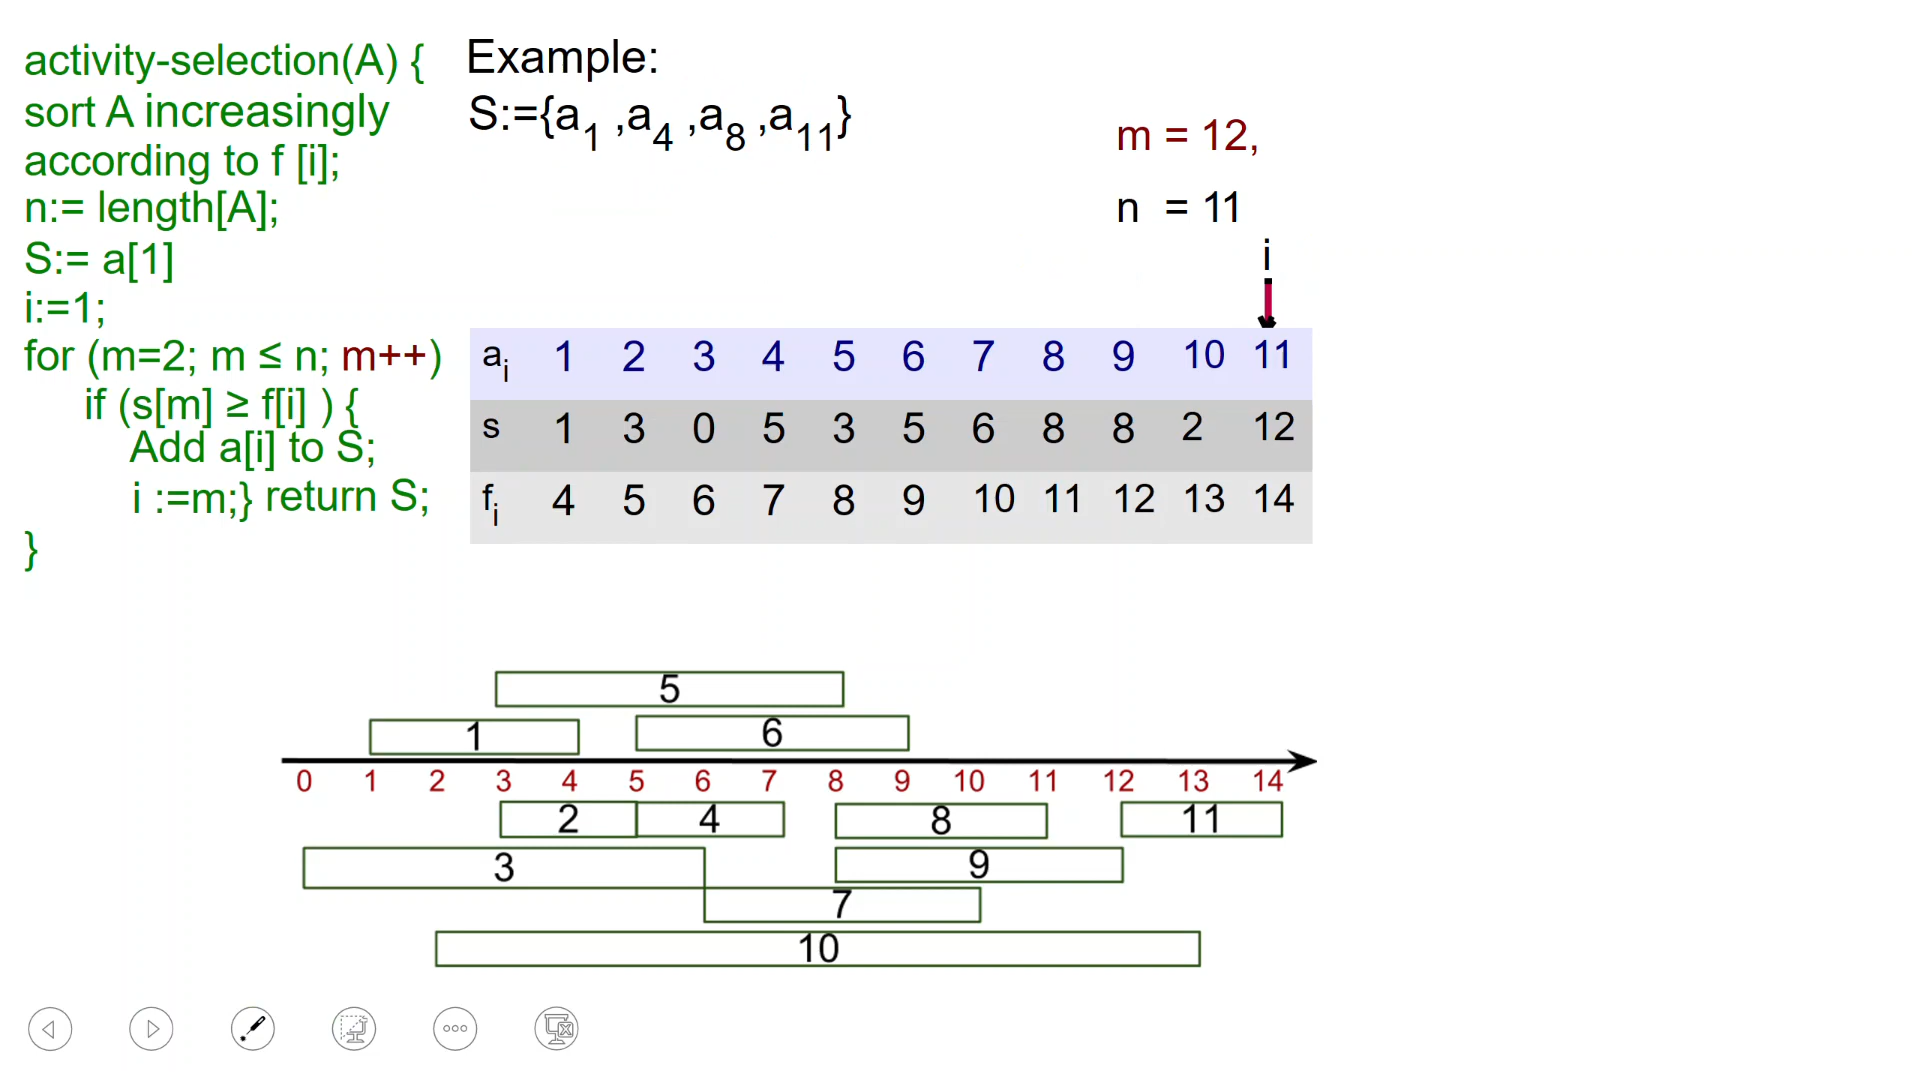 activity-selection(A) {
sort A increasingly
according to f [i];
n:= length[A];
S:= a[1]
i:=1;
for (m=2; m ≤ n; m++)
if (s[m] ≥ f[i] ) {
Add a[i] to S;
i :=m;} return S;
}
Example:
S:={a1 ,a4 ,a8 ,a11}
m = 12,
n = 11
i
ai 1 2 3 4 5 6 7 8 9 10 11
s 1 3 0 5 3 5 6 8 8 2 12
fi 4 5 6 7 8 9 10 11 12 13 14
5
1 6
0 1 2 3 4 5 6 7 8 9 10 11 12 13 14
2 4 8 11
3 9
7
10